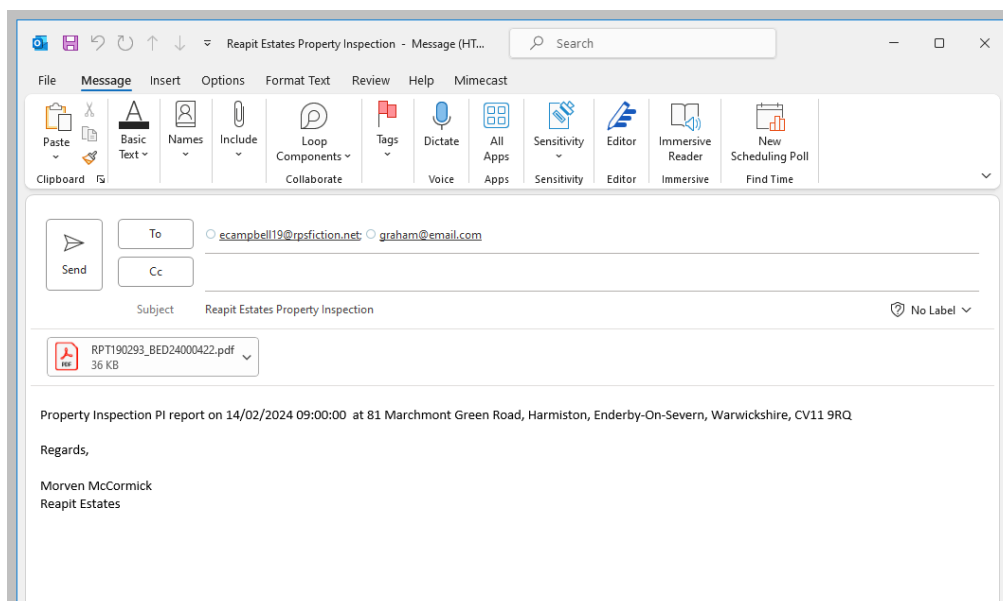 Reapit Estates Property Inspection - Message (HT...
Search
File Message Insert Options Format Text Review Help Mimecast
Paste
Basic Text
Names
Include
Loop Components
Tags
Dictate
All Apps
Sensitivity
Editor
Immersive Reader
New Scheduling Poll
Clipboard Collaborate Voice Apps Sensitivity Editor Immersive Find Time
Send
To ecampbell19@rpsfiction.net; graham@email.com
Cc
Subject Reapit Estates Property Inspection No Label
PDF
RPT190293_BED24000422.pdf
36 KB
Property Inspection PI report on 14/02/2024 09:00:00 at 81 Marchmont Green Road, Harmiston, Enderby-On-Severn, Warwickshire, CV11 9RQ
Regards,
Morven McCormick
Reapit Estates